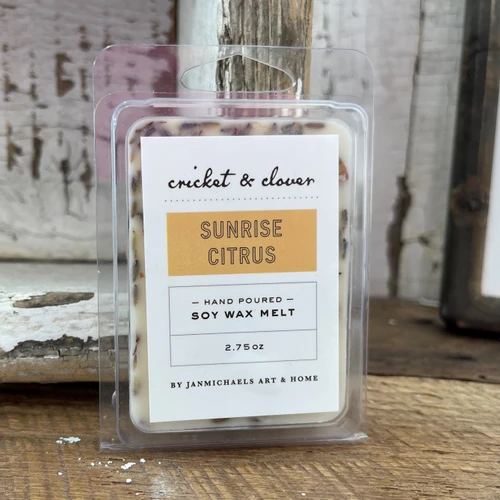 cricket & clover
SUNRISE
CITRUS
— HAND POURED —
SOY WAX MELT
2.75oz
BY JANMICHAELS ART & HOME